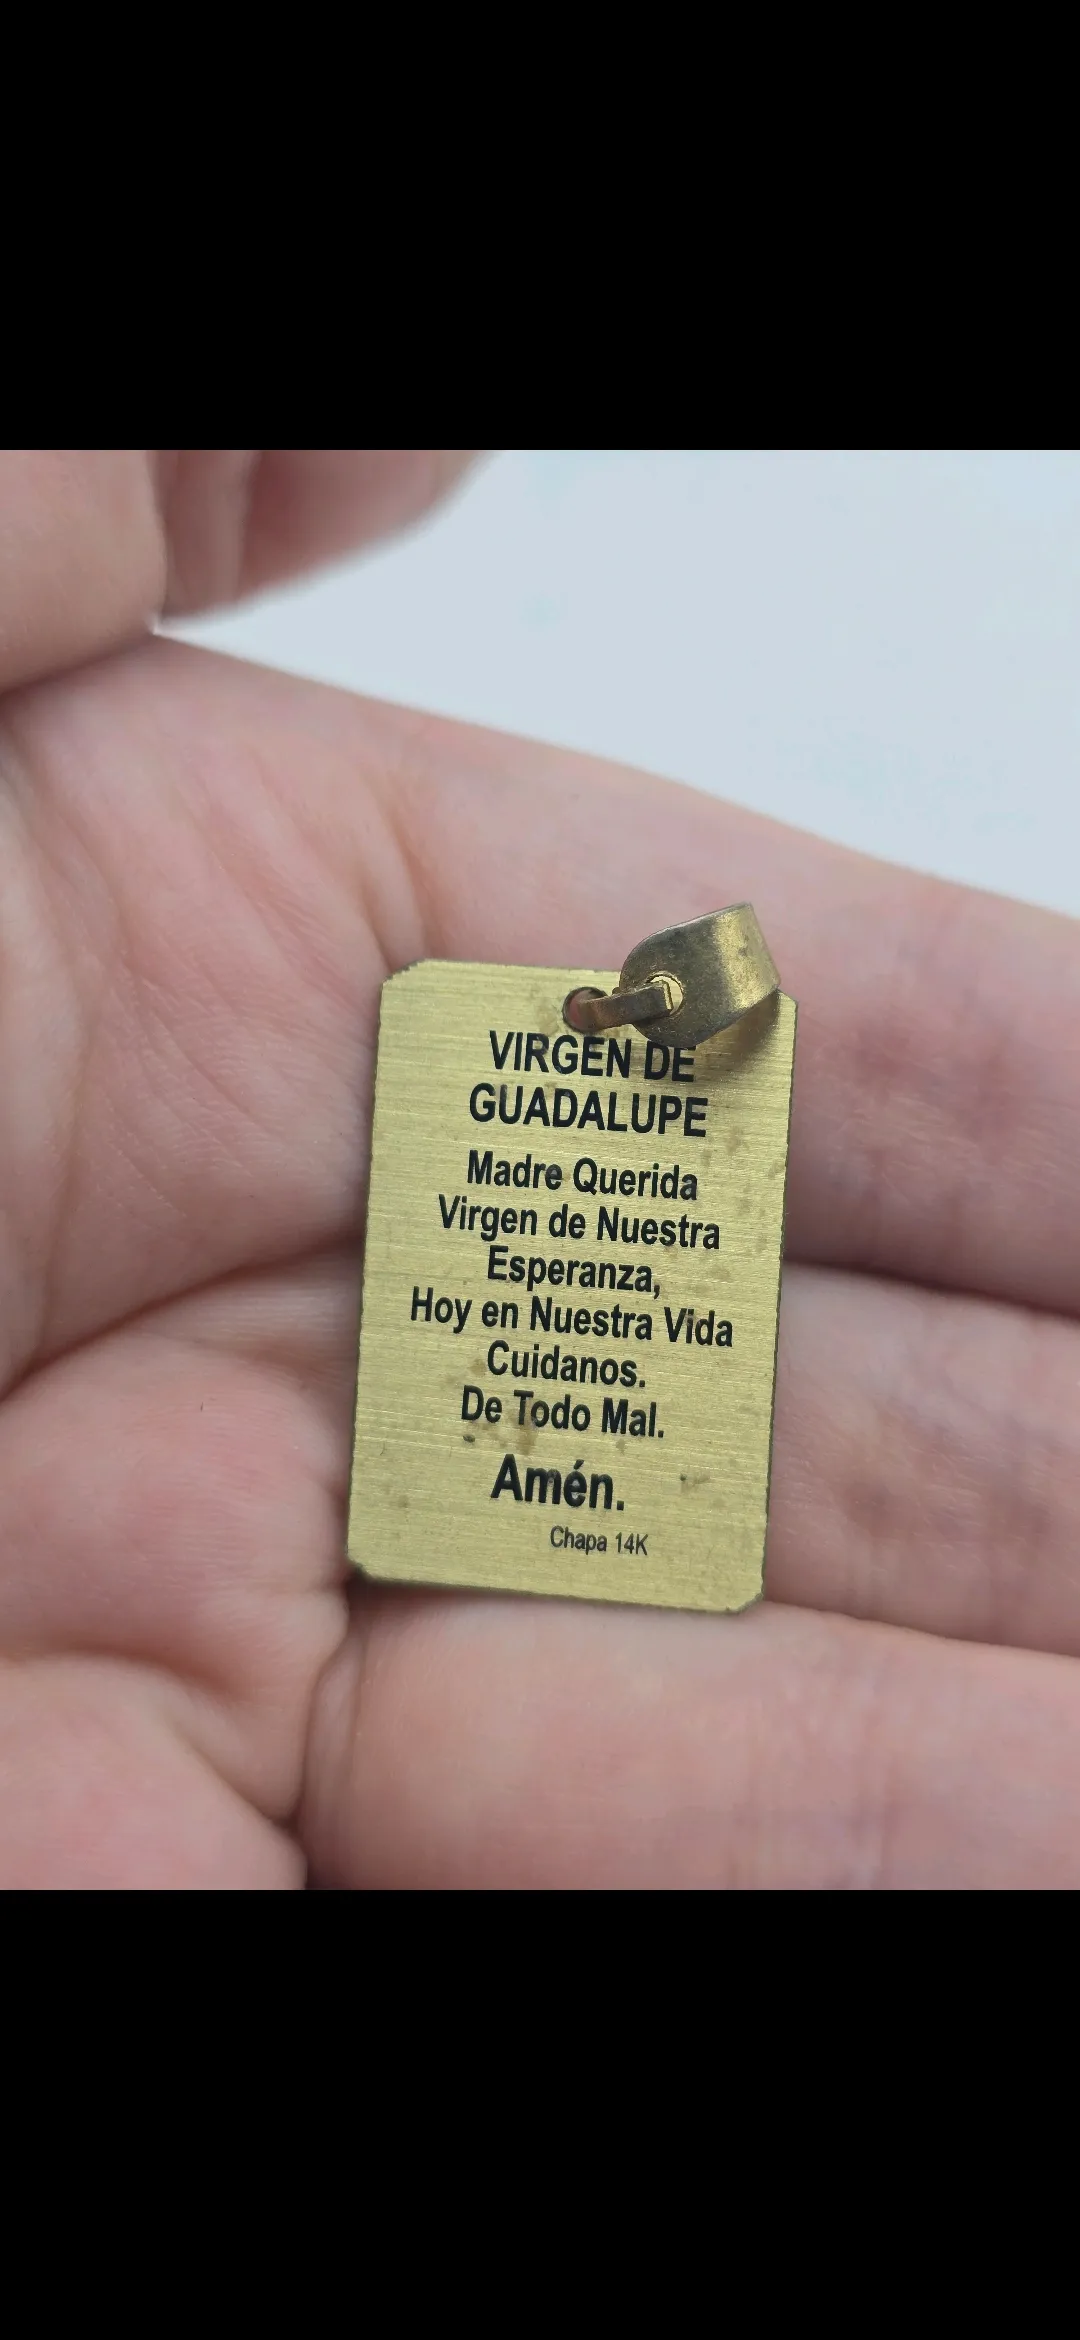 VIRGEN DE
GUADALUPE
Madre Querida
Virgen de Nuestra
Esperanza,
Hoy en Nuestra Vida
Cuidanos.
De Todo Mal.
Amén.
Chapa 14K